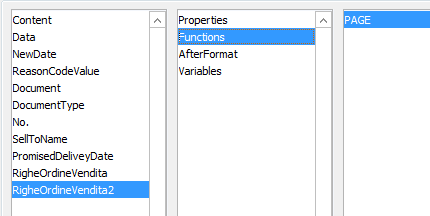 Content
Data
NewDate
ReasonCodeValue
Document
DocumentType
No.
SellToName
PromisedDeliveyDate
RigheOrdineVendita
RigheOrdineVendita2
Properties
Functions
AfterFormat
Variables
PAGE